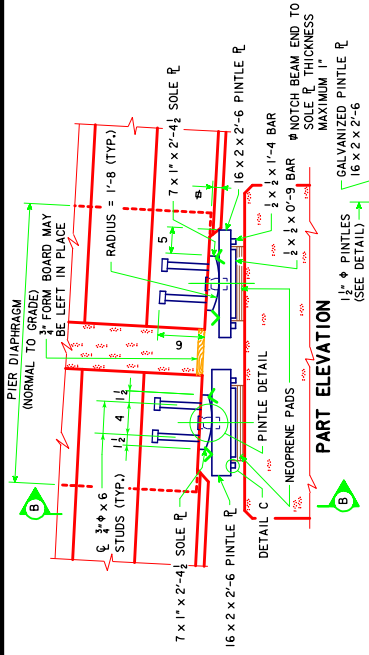 PIER DIAPHRAGM
(NORMAL TO GRADE)
3" FORM BOARD MAY
4
BE LEFT IN PLACE
RADIUS = 1'-8 (TYP.)
7 x 1" x 2'-4½ SOLE ℄
16 x 2 x 2'-6 PINTLE ℄
½ x ½ x 1'-4 BAR
½ x ½ x 0'-9 BAR
⌀ NOTCH BEAM END TO
SOLE ℄ THICKNESS
MAXIMUM 1"
B
℄ ¾"⌀ x 6
STUDS (TYP.)
1½
4
1½
9
5
7 x 1" x 2'-4½ SOLE ℄
16 x 2 x 2'-6 PINTLE ℄
DETAIL C
PINTLE DETAIL
NEOPRENE PADS
B
PART ELEVATION
1½" ⌀ PINTLES
(SEE DETAIL)
GALVANIZED PINTLE ℄
16 x 2 x 2'-6